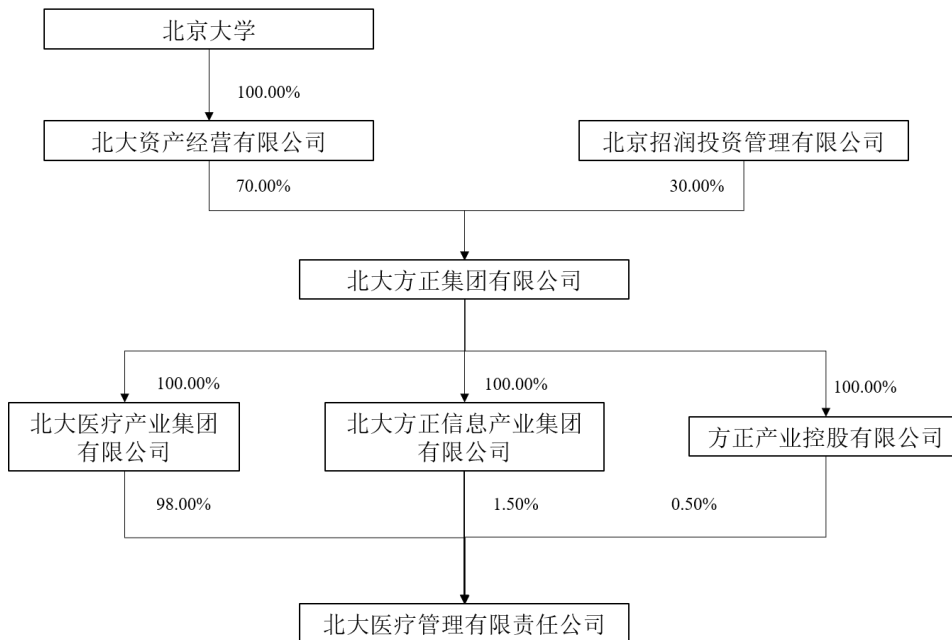 北京大学
100.00%
北大资产经营有限公司
北京招润投资管理有限公司
70.00%
30.00%
北大方正集团有限公司
100.00%
100.00%
100.00%
北大医疗产业集团
有限公司
北大方正信息产业集团
有限公司
方正产业控股有限公司
98.00%
1.50%
0.50%
北大医疗管理有限责任公司